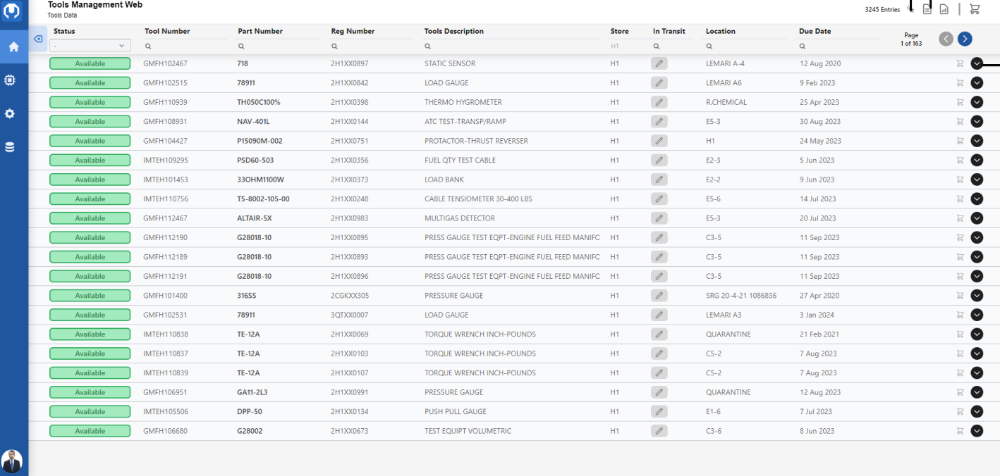 Tools Management Web
Tools Data
3245 Entries
Status Tool Number Part Number Reg Number Tools Description Store In Transit Location Due Date Page
1 of 163
- H1
Available GMFH102467 718 2H1XX0897 STATIC SENSOR H1 LEMARI A-4 12 Aug 2020
Available GMFH102515 78911 2H1XX0842 LOAD GAUGE H1 LEMARI A6 9 Feb 2023
Available GMFH110939 TH050C100% 2H1XX0398 THERMO HYGROMETER H1 R.CHEMICAL 25 Apr 2023
Available GMFH108931 NAV-401L 2H1XX0144 ATC TEST-TRANSP/RAMP H1 E5-3 30 Aug 2023
Available GMFH104427 P15090M-002 2H1XX0751 PROTACTOR-THRUST REVERSER H1 H1 24 May 2023
Available IMTEH109295 PSD60-503 2H1XX0356 FUEL QTY TEST CABLE H1 E2-3 5 Jun 2023
Available IMTEH101453 33OHM1100W 2H1XX0373 LOAD BANK H1 E2-2 9 Jun 2023
Available IMTEH110756 T5-8002-105-00 2H1XX0248 CABLE TENSIOMETER 30-400 LBS H1 E5-6 14 Jul 2023
Available GMFH112467 ALTAIR-5X 2H1XX0983 MULTIGAS DETECTOR H1 E5-3 20 Jul 2023
Available GMFH112190 G28018-10 2H1XX0895 PRESS GAUGE TEST EQPT-ENGINE FUEL FEED MANIFC H1 C3-5 11 Sep 2023
Available GMFH112189 G28018-10 2H1XX0893 PRESS GAUGE TEST EQPT-ENGINE FUEL FEED MANIFC H1 C3-5 11 Sep 2023
Available GMFH112191 G28018-10 2H1XX0896 PRESS GAUGE TEST EQPT-ENGINE FUEL FEED MANIFC H1 C3-5 11 Sep 2023
Available GMFH101400 316SS 2CGKXX305 PRESSURE GAUGE H1 SRG 20-4-21 1086836 27 Apr 2020
Available GMFH102531 78911 3QTXX0007 LOAD GAUGE H1 LEMARI A3 3 Jan 2024
Available IMTEH110838 TE-12A 2H1XX0069 TORQUE WRENCH INCH-POUNDS H1 QUARANTINE 21 Feb 2021
Available IMTEH110837 TE-12A 2H1XX0103 TORQUE WRENCH INCH-POUNDS H1 C5-2 7 Aug 2023
Available IMTEH110839 TE-12A 2H1XX0107 TORQUE WRENCH INCH-POUNDS H1 C5-2 7 Aug 2023
Available GMFH106951 GA11-2L3 2H1XX0991 PRESSURE GAUGE H1 QUARANTINE 12 Aug 2023
Available IMTEH105506 DPP-50 2H1XX0134 PUSH PULL GAUGE H1 E1-6 7 Jul 2023
Available GMFH106680 G28002 2H1XX0673 TEST EQUIPT VOLUMETRIC H1 C3-6 8 Jun 2023